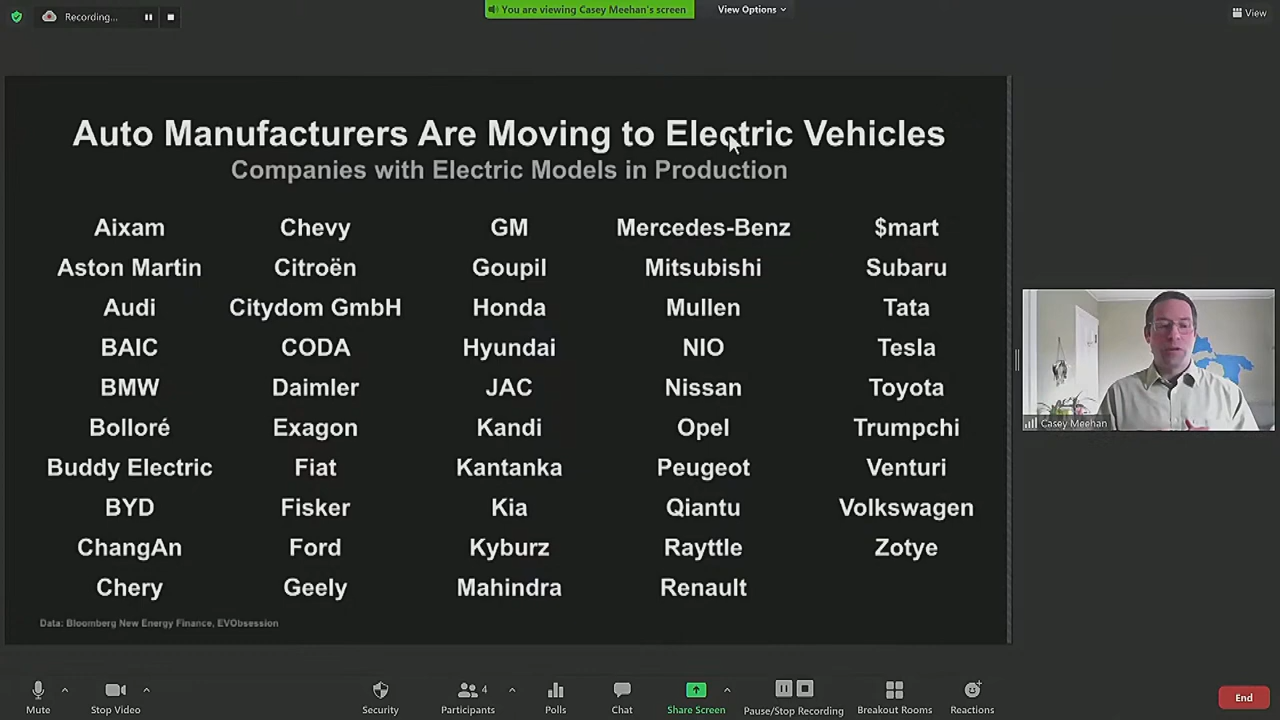 Recording...
You are viewing Casey Meehan's screen
View Options
View
Auto Manufacturers Are Moving to Electric Vehicles
Companies with Electric Models in Production
Aixam
Aston Martin
Audi
BAIC
BMW
Bolloré
Buddy Electric
BYD
ChangAn
Chery
Chevy
Citroën
Citydom GmbH
CODA
Daimler
Exagon
Fiat
Fisker
Ford
Geely
GM
Goupil
Honda
Hyundai
JAC
Kandi
Kantanka
Kia
Kyburz
Mahindra
Mercedes-Benz
Mitsubishi
Mullen
NIO
Nissan
Opel
Peugeot
Qiantu
Rayttle
Renault
$mart
Subaru
Tata
Tesla
Toyota
Trumpchi
Venturi
Volkswagen
Zotye
Data: Bloomberg New Energy Finance, EVObsession
Casey Meehan
Mute
Stop Video
Security
4
Participants
Polls
Chat
Share Screen
Pause/Stop Recording
Breakout Rooms
Reactions
End